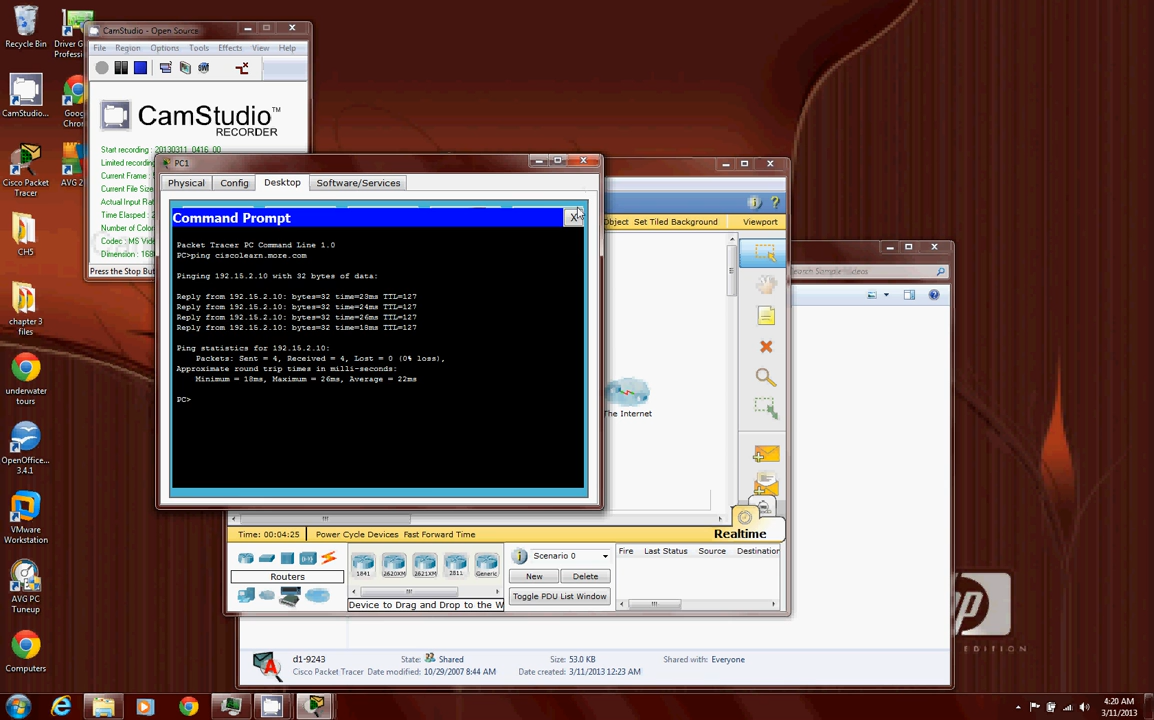 Recycle Bin
Driver G...
Professi...
CamStudio...
Goog
Chro
Cisco Packet
Tracer
AVG 2
CH5
chapter 3
files
underwater
tours
OpenOffice...
3.4.1
VMware
Workstation
AVG PC
Tuneup
Computers
CamStudio - Open Source
File Region Options Tools Effects View Help
CamStudio™
RECORDER
Start recording : 20130311_0416_00
Limited recording
Current Frame :
Current File Size
Actual Input Rat
Time Elapsed: 2
Number of Color
Codec : MS Vide
Dimension : 168
Press the Stop But
PC1
Physical Config Desktop Software/Services
Command Prompt X
Packet Tracer PC Command Line 1.0
PC>ping ciscolearn.more.com
Pinging 192.15.2.10 with 32 bytes of data:
Reply from 192.15.2.10: bytes=32 time=23ms TTL=127
Reply from 192.15.2.10: bytes=32 time=24ms TTL=127
Reply from 192.15.2.10: bytes=32 time=26ms TTL=127
Reply from 192.15.2.10: bytes=32 time=18ms TTL=127
Ping statistics for 192.15.2.10:
Packets: Sent = 4, Received = 4, Lost = 0 (0% loss),
Approximate round trip times in milli-seconds:
Minimum = 18ms, Maximum = 26ms, Average = 22ms
PC>
Object Set Tiled Background Viewport
The Internet
Search Sample Videos
Time: 00:04:25 Power Cycle Devices Fast Forward Time
Realtime
Routers
1841 2620XM 2621XM 2811 Generic
Device to Drag and Drop to the W
Scenario 0
New Delete
Toggle PDU List Window
Fire Last Status Source Destination
hp
EDITION
d1-9243 State: Shared Size: 53.0 KB Shared with: Everyone
Cisco Packet Tracer Date modified: 10/29/2007 8:44 AM Date created: 3/11/2013 12:23 AM
4:20 AM
3/11/2013